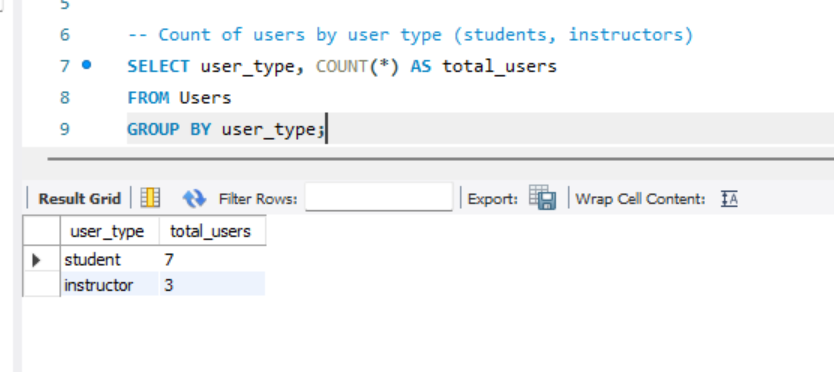 5
6 -- Count of users by user type (students, instructors)
7 SELECT user_type, COUNT(*) AS total_users
8 FROM Users
9 GROUP BY user_type;
Result Grid Filter Rows: Export: Wrap Cell Content: IA
user_type total_users
student 7
instructor 3